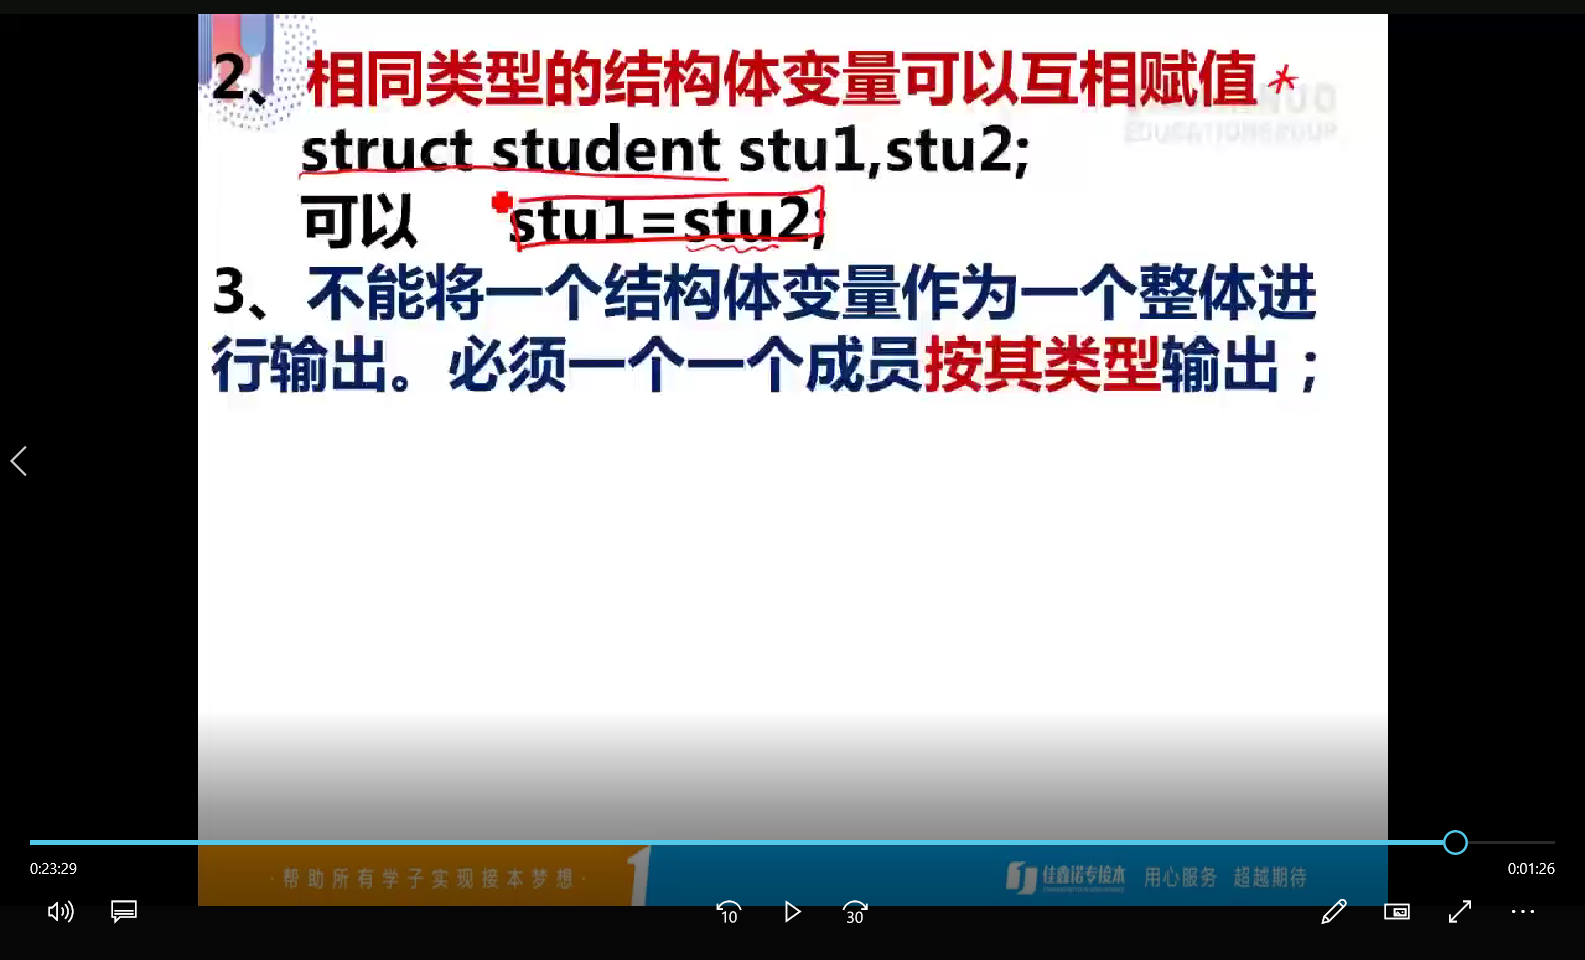 2、相同类型的结构体变量可以互相赋值*
EDUCATIONGROUP
struct student stu1,stu2;
可以 stu1=stu2;
3、不能将一个结构体变量作为一个整体进
行输出。必须一个一个成员按其类型输出；
0:23:29
0:01:26
·帮助所有学子实现接本梦想·
佳鑫诺专接本
用心服务 超越期待
10
30